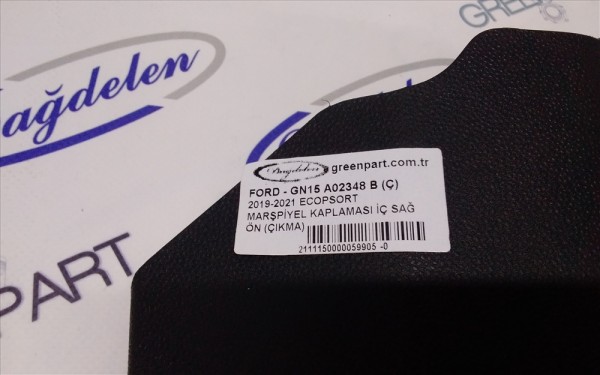 Bağdelen
GREE
PART
Bağdelen greenpart.com.tr
FORD - GN15 A02348 B (Ç)
2019-2021 ECOPSORT
MARŞPİYEL KAPLAMASI İÇ SAĞ
ÖN (ÇIKMA)
2111150000059905 -0